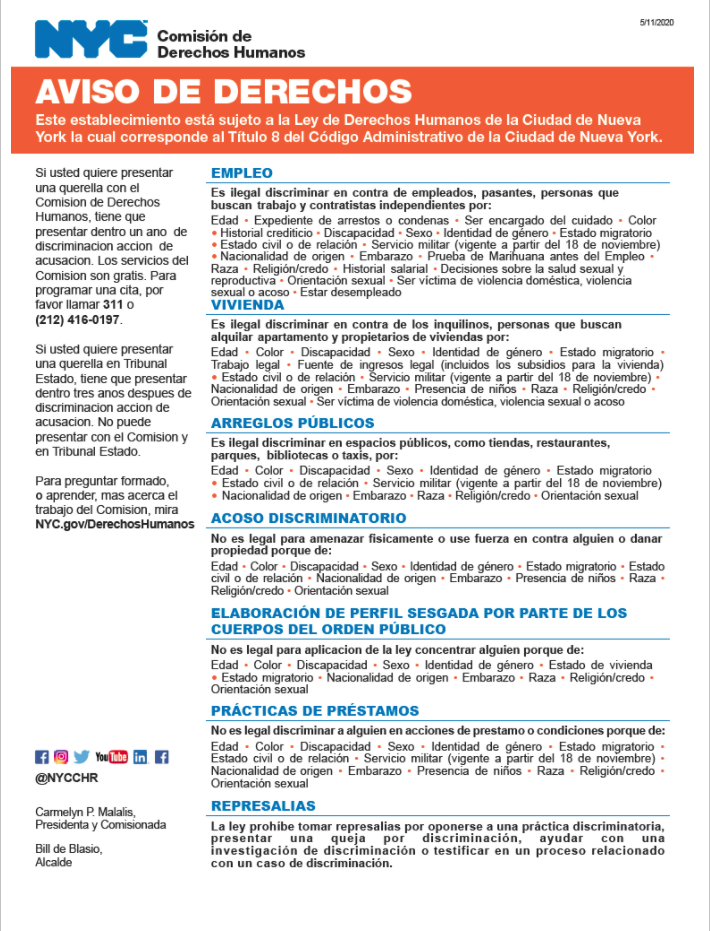 5/11/2020
NYC
Comisión de
Derechos Humanos
AVISO DE DERECHOS
Este establecimiento está sujeto a la Ley de Derechos Humanos de la Ciudad de Nueva
York la cual corresponde al Título 8 del Código Administrativo de la Ciudad de Nueva York.
Si usted quiere presentar
una querella con el
Comision de Derechos
Humanos, tiene que
presentar dentro un ano de
discriminacion accion de
acusacion. Los servicios del
Comision son gratis. Para
programar una cita, por
favor llamar 311 o
(212) 416-0197.
Si usted quiere presentar
una querella en Tribunal
Estado, tiene que presentar
dentro tres anos despues de
discriminacion accion de
acusacion. No puede
presentar con el Comision y
en Tribunal Estado.
Para preguntar formado,
o aprender, mas acerca el
trabajo del Comision, mira
NYC.gov/DerechosHumanos
YouTube
@NYCCHR
Carmelyn P. Malalis,
Presidenta y Comisionada
Bill de Blasio,
Alcalde
EMPLEO
Es ilegal discriminar en contra de empleados, pasantes, personas que
buscan trabajo y contratistas independientes por:
Edad • Expediente de arrestos o condenas • Ser encargado del cuidado • Color
• Historial crediticio • Discapacidad • Sexo • Identidad de género • Estado migratorio
• Estado civil o de relación • Servicio militar (vigente a partir del 18 de noviembre)
• Nacionalidad de origen • Embarazo • Prueba de Marihuana antes del Empleo •
Raza • Religión/credo • Historial salarial • Decisiones sobre la salud sexual y
reproductiva • Orientación sexual • Ser víctima de violencia doméstica, violencia
sexual o acoso • Estar desempleado
VIVIENDA
Es ilegal discriminar en contra de los inquilinos, personas que buscan
alquilar apartamento y propietarios de viviendas por:
Edad • Color • Discapacidad • Sexo • Identidad de género • Estado migratorio •
Trabajo legal • Fuente de ingresos legal (incluidos los subsidios para la vivienda)
• Estado civil o de relación • Servicio militar (vigente a partir del 18 de noviembre) •
Nacionalidad de origen • Embarazo • Presencia de niños • Raza • Religión/credo •
Orientación sexual • Ser víctima de violencia doméstica, violencia sexual o acoso
ARREGLOS PÚBLICOS
Es ilegal discriminar en espacios públicos, como tiendas, restaurantes,
parques, bibliotecas o taxis, por:
Edad • Color • Discapacidad • Sexo • Identidad de género • Estado migratorio
• Estado civil o de relación • Servicio militar (vigente a partir del 18 de noviembre)
• Nacionalidad de origen • Embarazo • Raza • Religión/credo • Orientación sexual
ACOSO DISCRIMINATORIO
No es legal para amenazar fisicamente o use fuerza en contra alguien o danar
propiedad porque de:
Edad • Color • Discapacidad • Sexo • Identidad de género • Estado migratorio • Estado
civil o de relación • Nacionalidad de origen • Embarazo • Presencia de niños • Raza •
Religión/credo • Orientación sexual
ELABORACIÓN DE PERFIL SESGADA POR PARTE DE LOS
CUERPOS DEL ORDEN PÚBLICO
No es legal para aplicacion de la ley concentrar alguien porque de:
Edad • Color • Discapacidad • Sexo • Identidad de género • Estado de vivienda
• Estado migratorio • Nacionalidad de origen • Embarazo • Raza • Religión/credo •
Orientación sexual
PRÁCTICAS DE PRÉSTAMOS
No es legal discriminar a alguien en acciones de prestamo o condiciones porque de:
Edad • Color • Discapacidad • Sexo • Identidad de género • Estado migratorio •
Estado civil o de relación • Servicio militar (vigente a partir del 18 de noviembre) •
Nacionalidad de origen • Embarazo • Presencia de niños • Raza • Religión/credo •
Orientación sexual
REPRESALIAS
La ley prohíbe tomar represalias por oponerse a una práctica discriminatoria,
presentar una queja por discriminación, ayudar con una
investigación de discriminación o testificar en un proceso relacionado
con un caso de discriminación.